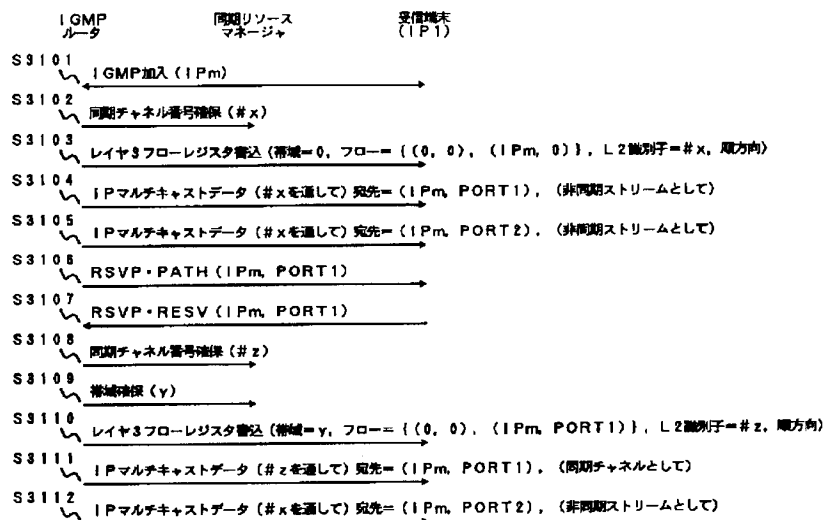 IGMP
ルータ
同期リソース
マネージャ
受信端末
(IP1)
S3101
IGMP加入(IPm)
S3102
同期チャネル番号確保(#x)
S3103
レイヤ3フローレジスタ書込(帯域=0, フロー={(0, 0), (IPm, 0)}, L2識別子=#x, 順方向)
S3104
IPマルチキャストデータ(#xを通して)宛先=(IPm, PORT1), (非同期ストリームとして)
S3105
IPマルチキャストデータ(#xを通して)宛先=(IPm, PORT2), (非同期ストリームとして)
S3106
RSVP・PATH(IPm, PORT1)
S3107
RSVP・RESV(IPm, PORT1)
S3108
同期チャネル番号確保(#z)
S3109
帯域確保(y)
S3110
レイヤ3フローレジスタ書込(帯域=y, フロー={(0, 0), (IPm, PORT1)}, L2識別子=#z, 順方向)
S3111
IPマルチキャストデータ(#zを通して)宛先=(IPm, PORT1), (同期チャネルとして)
S3112
IPマルチキャストデータ(#xを通して)宛先=(IPm, PORT2), (非同期ストリームとして)